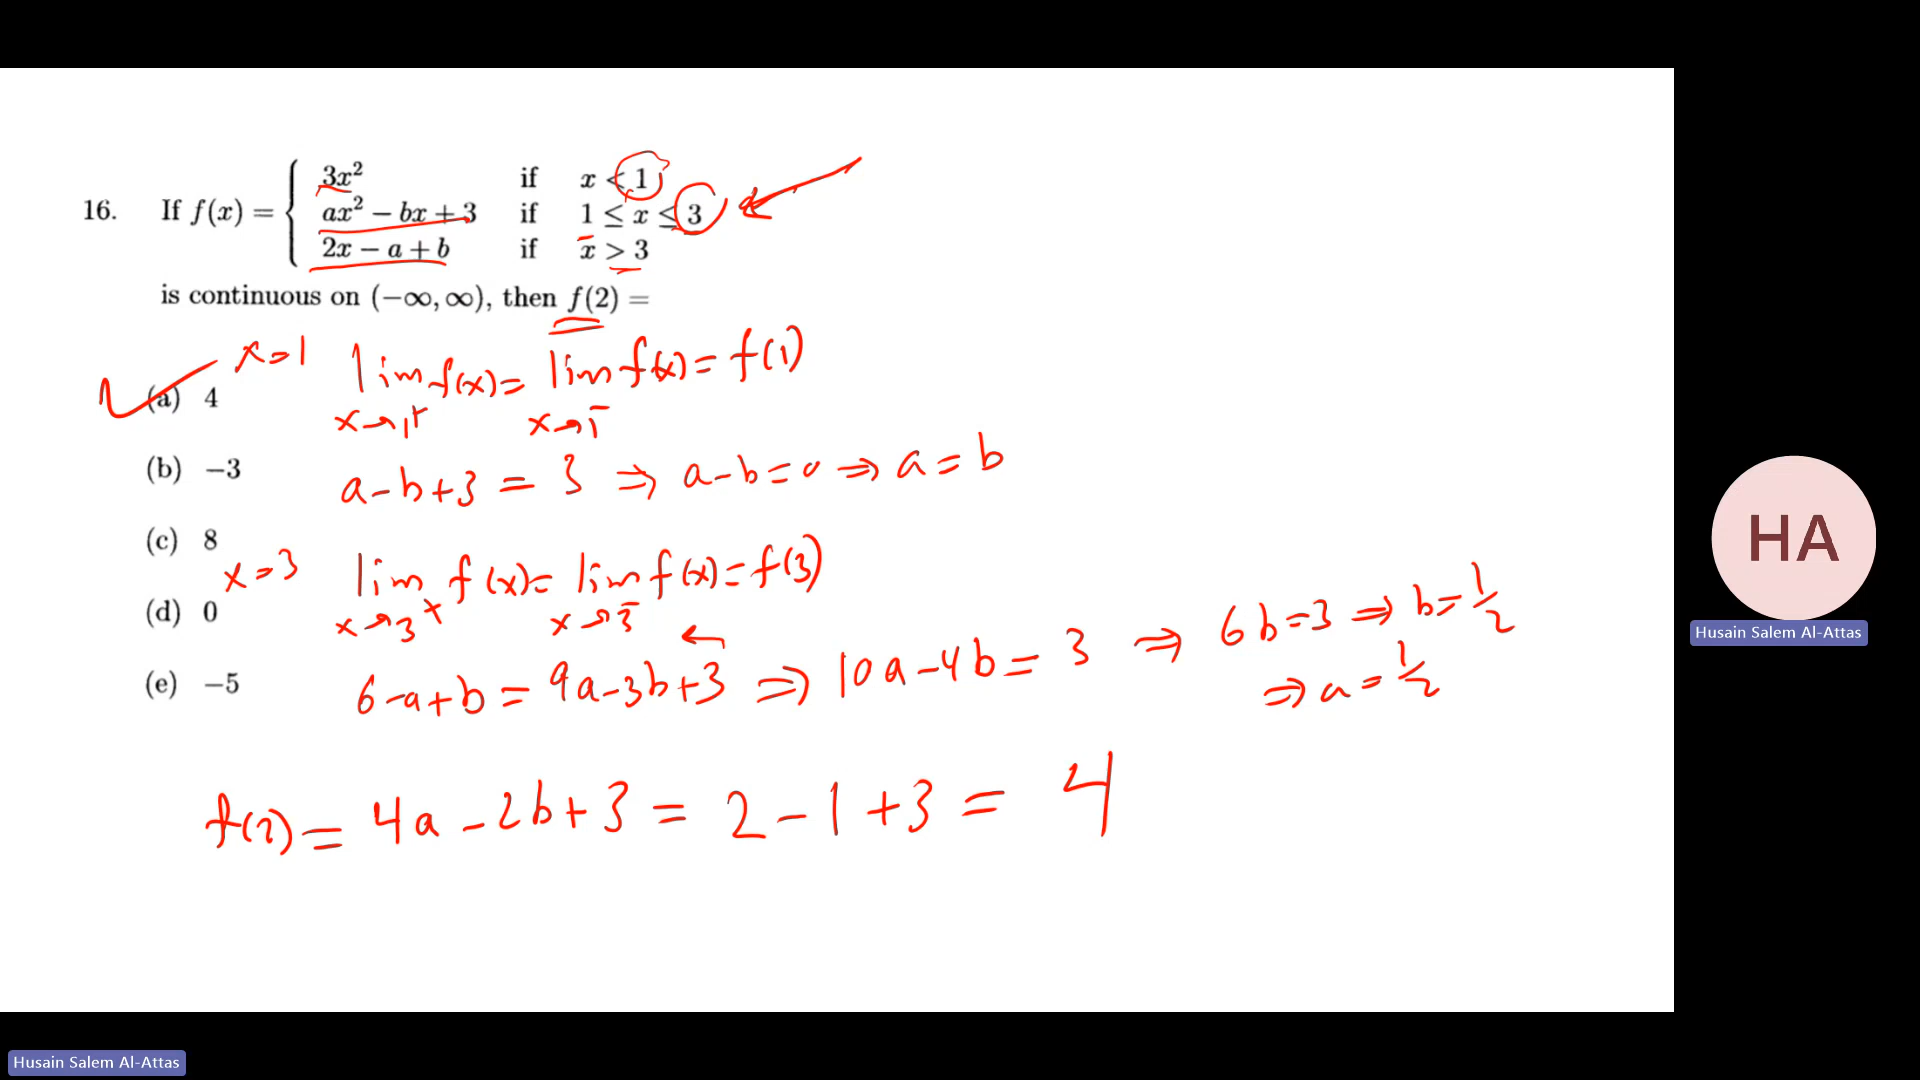 16. If f(x) = { 3x² if x < 1
ax² − bx + 3 if 1 ≤ x ≤ 3
2x − a + b if x > 3
is continuous on (−∞, ∞), then f(2) =
x=1 lim f(x) = lim f(x) = f(1)
x→1⁺ x→1⁻
(a) 4
a-b+3 = 3 ⇒ a-b=0 ⇒ a=b
(b) −3
(c) 8
x=3 lim f(x) = lim f(x) = f(3)
x→3⁺ x→3⁻
(d) 0
6-a+b = 9a-3b+3 ⇒ 10a-4b = 3 ⇒ 6b=3 ⇒ b=1/2
⇒ a=1/2
(e) −5
f(2) = 4a - 2b + 3 = 2 - 1 + 3 = 4
HA
Husain Salem Al-Attas
Husain Salem Al-Attas